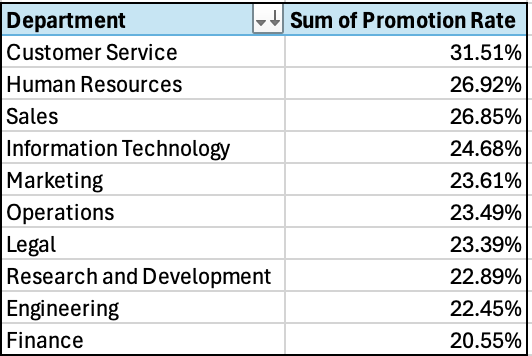 Department Sum of Promotion Rate
Customer Service 31.51%
Human Resources 26.92%
Sales 26.85%
Information Technology 24.68%
Marketing 23.61%
Operations 23.49%
Legal 23.39%
Research and Development 22.89%
Engineering 22.45%
Finance 20.55%